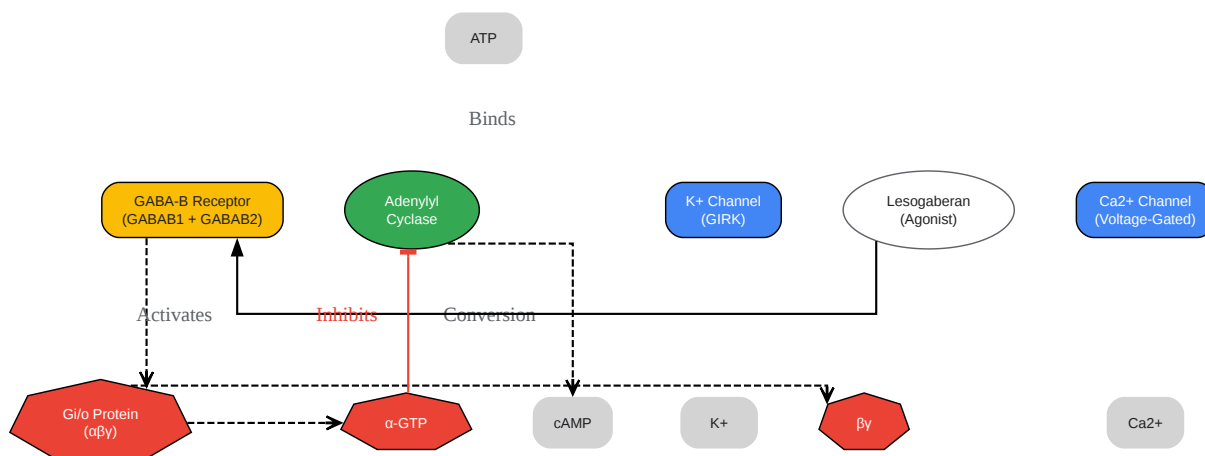 ATP
Binds
GABA-B Receptor
(GABAB1 + GABAB2)
Adenylyl
Cyclase
K+ Channel
(GIRK)
Lesogaberan
(Agonist)
Ca2+ Channel
(Voltage-Gated)
Activates
Inhibits
Conversion
Gi/o Protein
(αβγ)
α-GTP
cAMP
K+
βγ
Ca2+